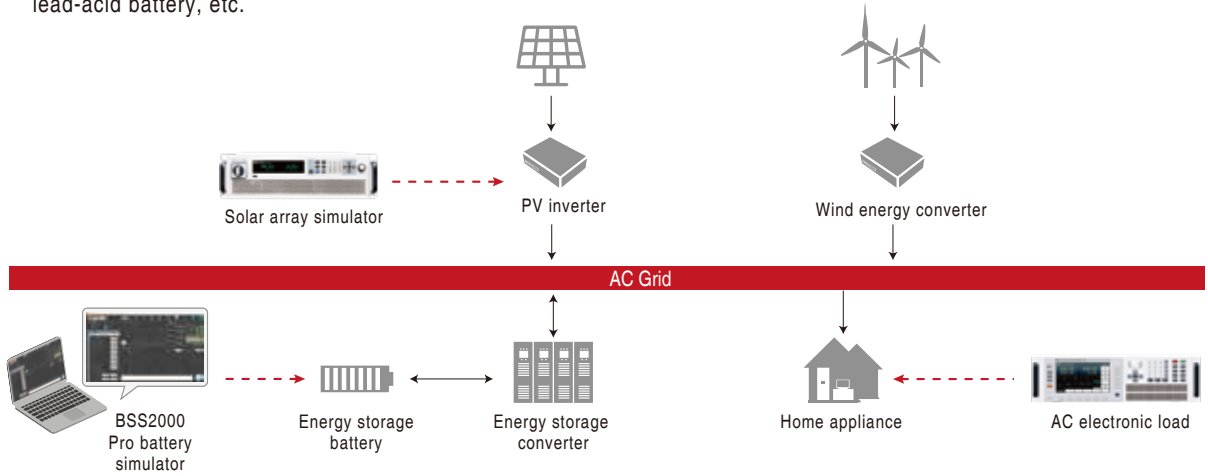 lead-acid battery, etc.
Solar array simulator
PV inverter
Wind energy converter
AC Grid
BSS2000
Pro battery
simulator
Energy storage
battery
Energy storage
converter
Home appliance
AC electronic load